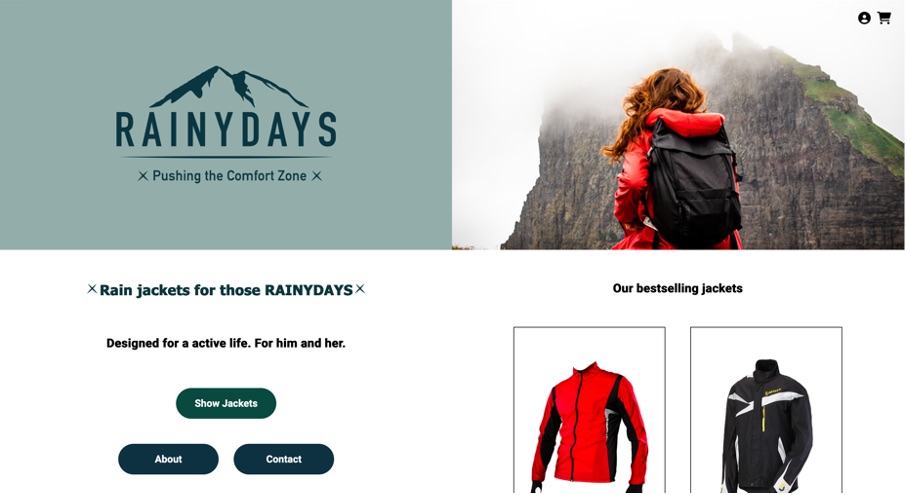 RAINYDAYS
Pushing the Comfort Zone
Rain jackets for those RAINYDAYS
Our bestselling jackets
Designed for a active life. For him and her.
Show Jackets
About
Contact